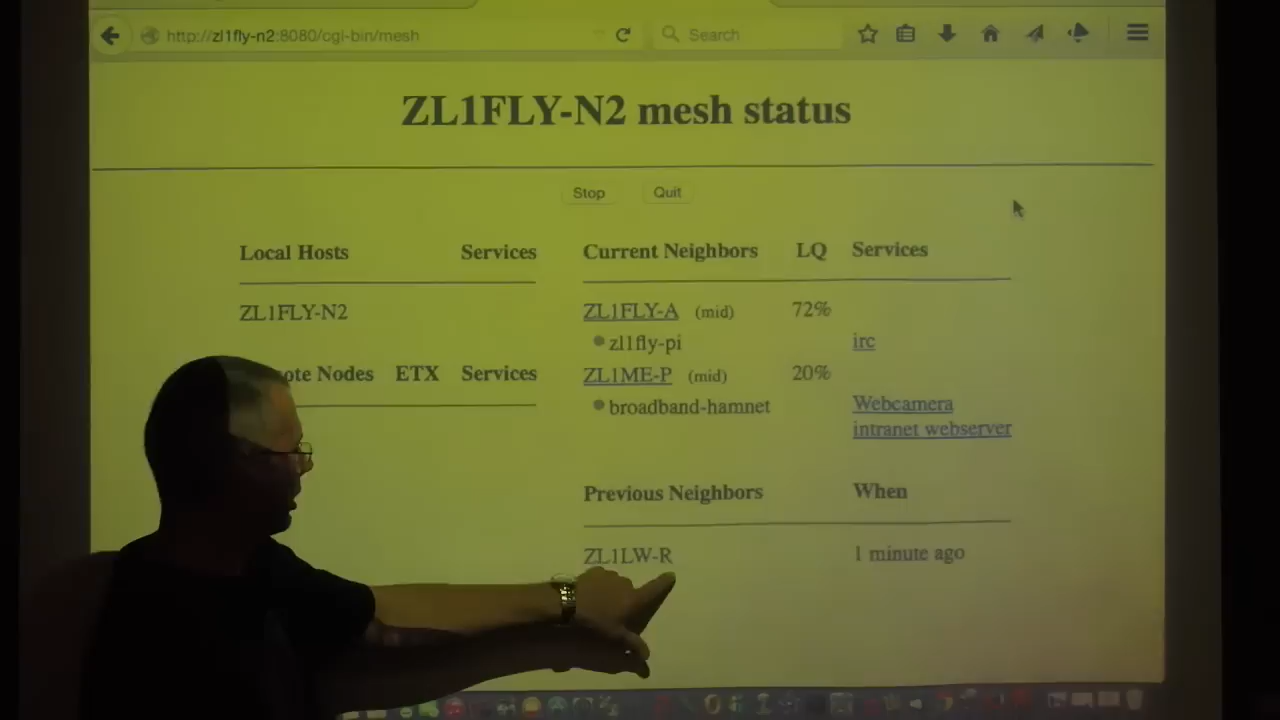 http://zl1fly-n2:8080/cgi-bin/mesh
Search
ZL1FLY-N2 mesh status
Stop Quit
Local Hosts Services
ZL1FLY-N2
ote Nodes ETX Services
Current Neighbors LQ Services
ZL1FLY-A (mid) 72%
zl1fly-pi irc
ZL1ME-P (mid) 20%
broadband-hamnet Webcamera
intranet webserver
Previous Neighbors When
ZL1LW-R 1 minute ago